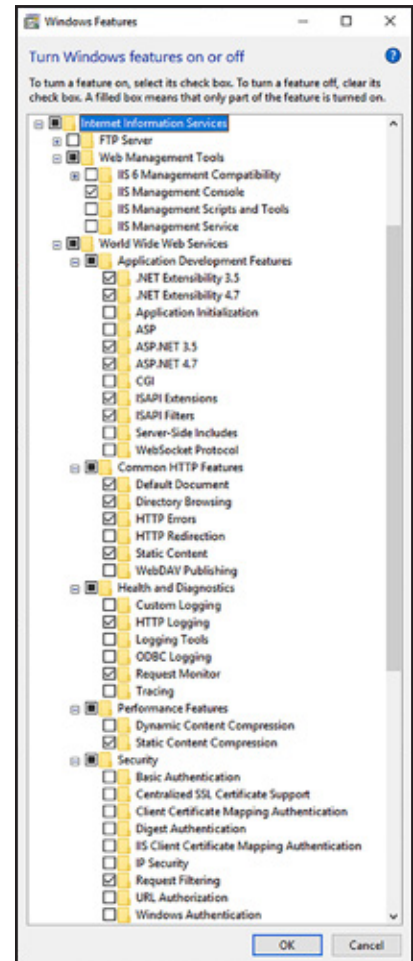 Windows Features
Turn Windows features on or off
To turn a feature on, select its check box. To turn a feature off, clear its
check box. A filled box means that only part of the feature is turned on.
Internet Information Services
FTP Server
Web Management Tools
IIS 6 Management Compatibility
IIS Management Console
IIS Management Scripts and Tools
IIS Management Service
World Wide Web Services
Application Development Features
.NET Extensibility 3.5
.NET Extensibility 4.7
Application Initialization
ASP
ASP.NET 3.5
ASP.NET 4.7
CGI
ISAPI Extensions
ISAPI Filters
Server-Side Includes
WebSocket Protocol
Common HTTP Features
Default Document
Directory Browsing
HTTP Errors
HTTP Redirection
Static Content
WebDAV Publishing
Health and Diagnostics
Custom Logging
HTTP Logging
Logging Tools
ODBC Logging
Request Monitor
Tracing
Performance Features
Dynamic Content Compression
Static Content Compression
Security
Basic Authentication
Centralized SSL Certificate Support
Client Certificate Mapping Authentication
Digest Authentication
IIS Client Certificate Mapping Authentication
IP Security
Request Filtering
URL Authorization
Windows Authentication
OK Cancel